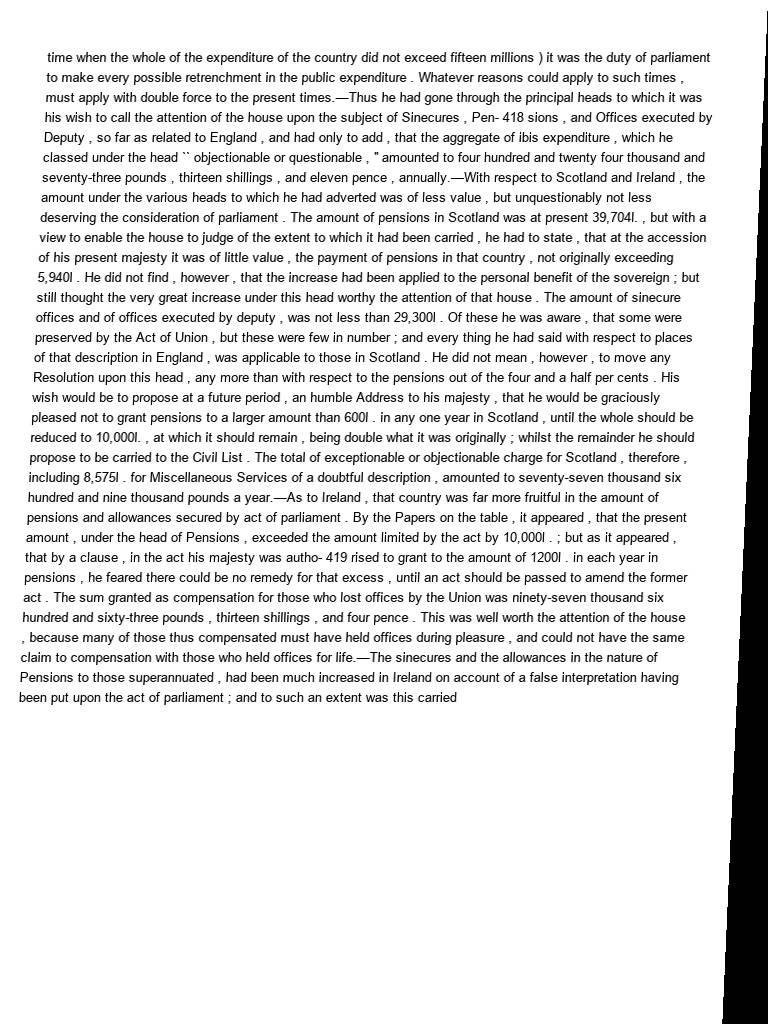 time when the whole of the expenditure of the country did not exceed fifteen millions ) it was the duty of parliament
to make every possible retrenchment in the public expenditure . Whatever reasons could apply to such times ,
must apply with double force to the present times.—Thus he had gone through the principal heads to which it was
his wish to call the attention of the house upon the subject of Sinecures , Pen- 418 sions , and Offices executed by
Deputy , so far as related to England , and had only to add , that the aggregate of ibis expenditure , which he
classed under the head `` objectionable or questionable , " amounted to four hundred and twenty four thousand and
seventy-three pounds , thirteen shillings , and eleven pence , annually.—With respect to Scotland and Ireland , the
amount under the various heads to which he had adverted was of less value , but unquestionably not less
deserving the consideration of parliament . The amount of pensions in Scotland was at present 39,704l. , but with a
view to enable the house to judge of the extent to which it had been carried , he had to state , that at the accession
of his present majesty it was of little value , the payment of pensions in that country , not originally exceeding
5,940l . He did not find , however , that the increase had been applied to the personal benefit of the sovereign ; but
still thought the very great increase under this head worthy the attention of that house . The amount of sinecure
offices and of offices executed by deputy , was not less than 29,300l . Of these he was aware , that some were
preserved by the Act of Union , but these were few in number ; and every thing he had said with respect to places
of that description in England , was applicable to those in Scotland . He did not mean , however , to move any
Resolution upon this head , any more than with respect to the pensions out of the four and a half per cents . His
wish would be to propose at a future period , an humble Address to his majesty , that he would be graciously
pleased not to grant pensions to a larger amount than 600l . in any one year in Scotland , until the whole should be
reduced to 10,000l. , at which it should remain , being double what it was originally ; whilst the remainder he should
propose to be carried to the Civil List . The total of exceptionable or objectionable charge for Scotland , therefore ,
including 8,575l . for Miscellaneous Services of a doubtful description , amounted to seventy-seven thousand six
hundred and nine thousand pounds a year.—As to Ireland , that country was far more fruitful in the amount of
pensions and allowances secured by act of parliament . By the Papers on the table , it appeared , that the present
amount , under the head of Pensions , exceeded the amount limited by the act by 10,000l . ; but as it appeared ,
that by a clause , in the act his majesty was autho- 419 rised to grant to the amount of 1200l . in each year in
pensions , he feared there could be no remedy for that excess , until an act should be passed to amend the former
act . The sum granted as compensation for those who lost offices by the Union was ninety-seven thousand six
hundred and sixty-three pounds , thirteen shillings , and four pence . This was well worth the attention of the house
, because many of those thus compensated must have held offices during pleasure , and could not have the same
claim to compensation with those who held offices for life.—The sinecures and the allowances in the nature of
Pensions to those superannuated , had been much increased in Ireland on account of a false interpretation having
been put upon the act of parliament ; and to such an extent was this carried